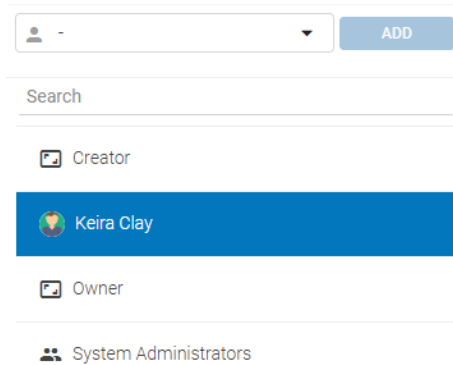 -
ADD
Search
Creator
Keira Clay
Owner
System Administrators